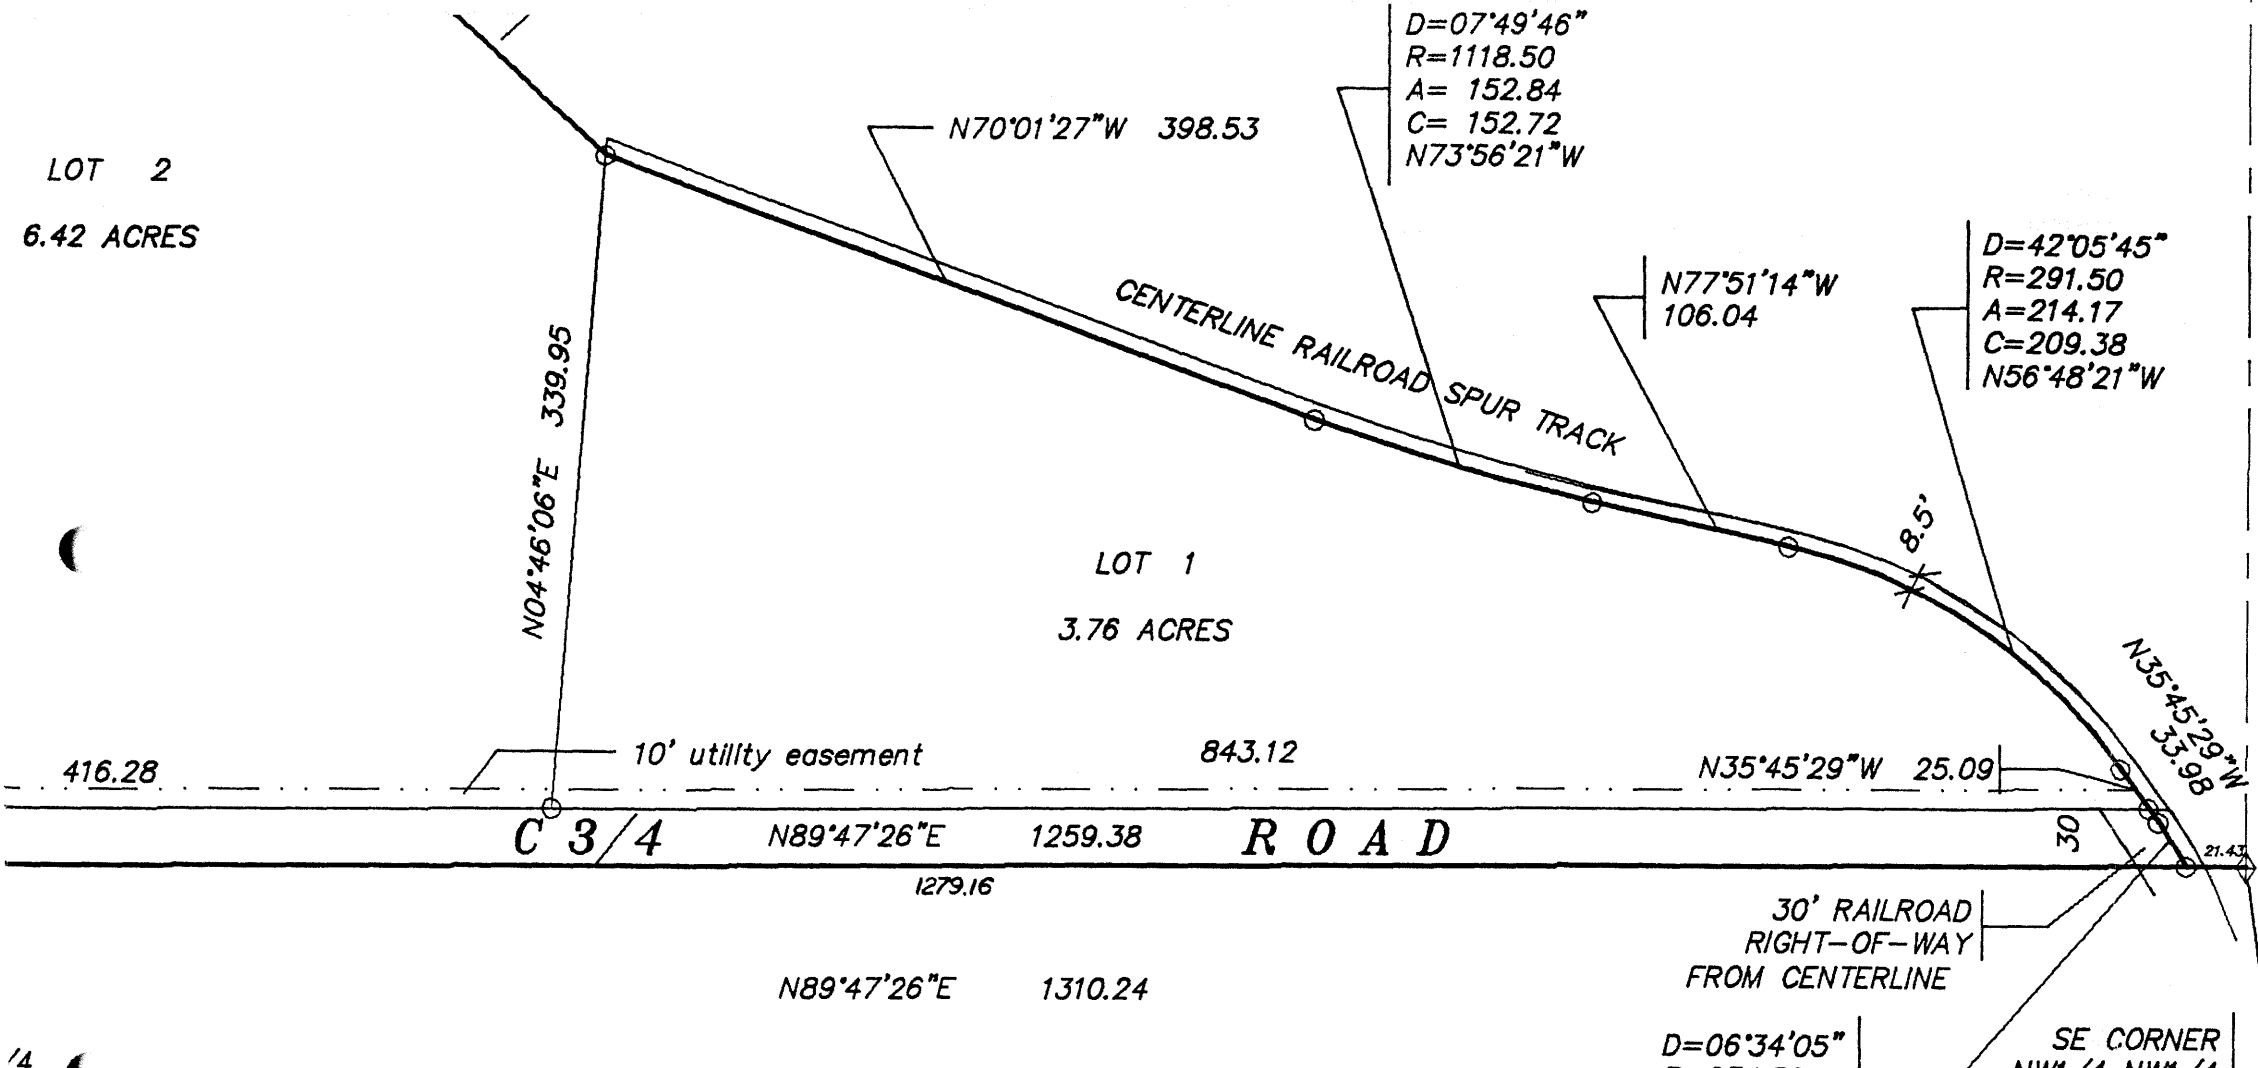 D=07°49'46"
R=1118.50
A= 152.84
C= 152.72
N73°56'21"W
N70°01'27"W 398.53
LOT 2
6.42 ACRES
D=42°05'45"
R=291.50
A=214.17
C=209.38
N56°48'21"W
N77°51'14"W
106.04
CENTERLINE RAILROAD SPUR TRACK
N04°46'06"E 339.95
8.5'
LOT 1
3.76 ACRES
N35°45'29"W
33.98
10' utility easement
843.12
416.28
N35°45'29"W 25.09
C 3/4 ROAD
N89°47'26"E 1259.38
30
21.43
1279.16
30' RAILROAD
RIGHT-OF-WAY
FROM CENTERLINE
N89°47'26"E 1310.24
D=06°34'05"
SE CORNER
/4